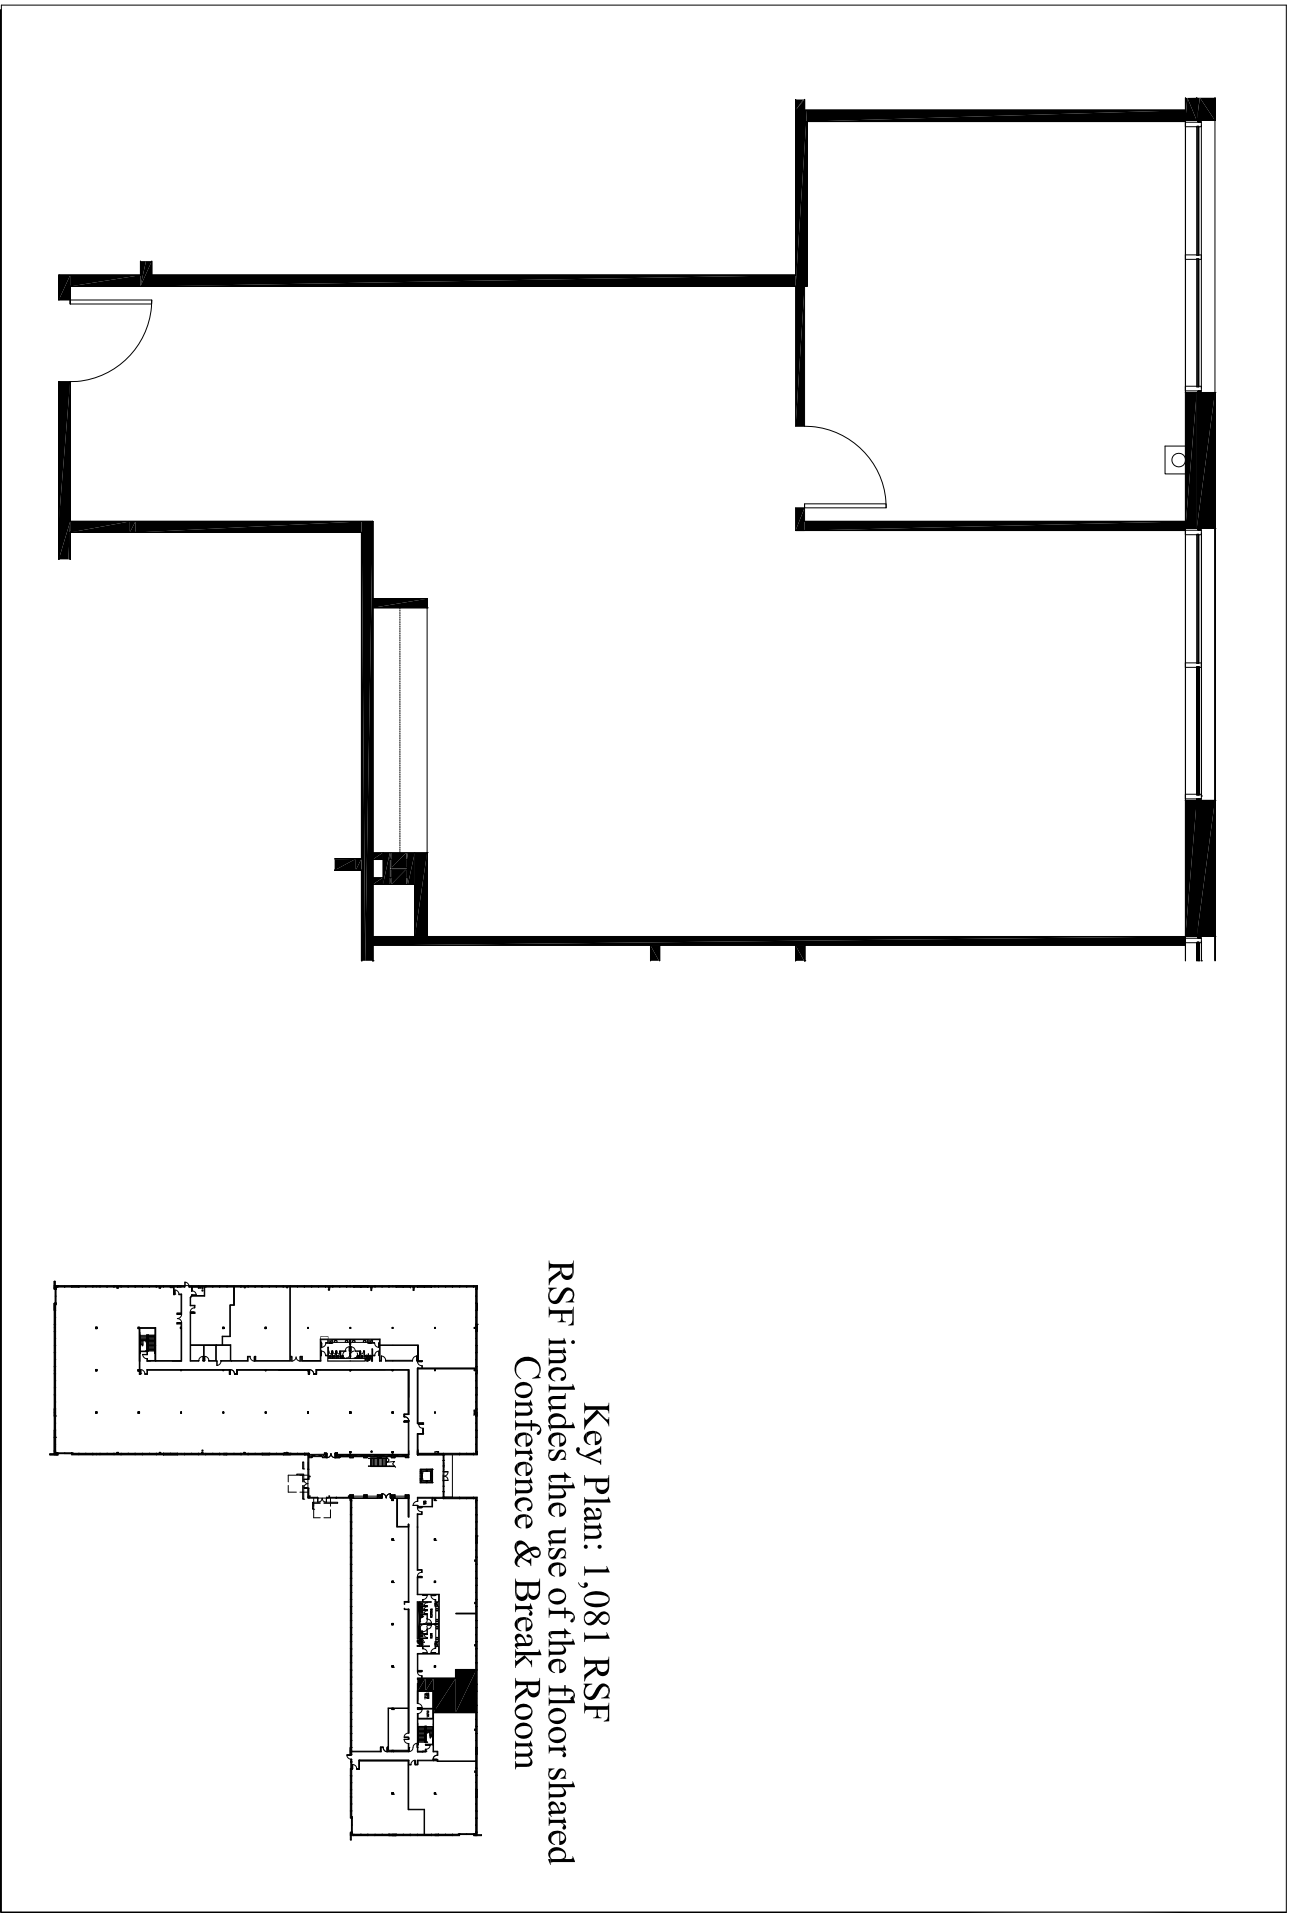 Key Plan: 1,081 RSF
RSF includes the use of the floor shared
Conference & Break Room